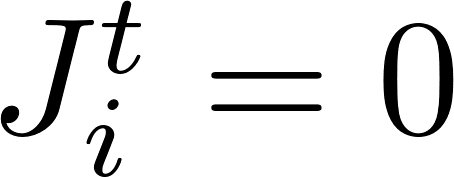 $J_i^t = 0$